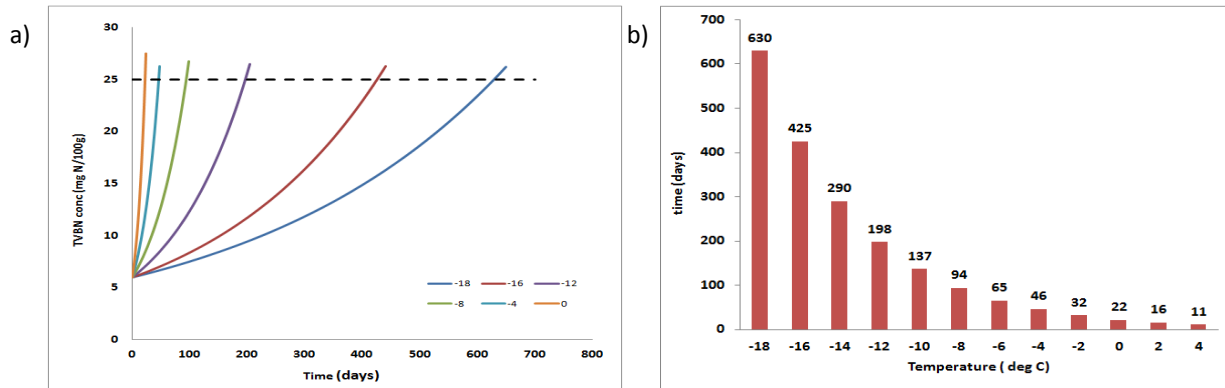 a)
30
25
20
15
10
5
0
TVBN conc (mg N/100g)
-18 -16 -12
-8 -4 0
0 100 200 300 400 500 600 700 800
Time (days)
b)
700
600
500
400
300
200
100
0
time (days)
630
425
290
198
137
94
65
46
32
22
16
11
-18 -16 -14 -12 -10 -8 -6 -4 -2 0 2 4
Temperature ( deg C)